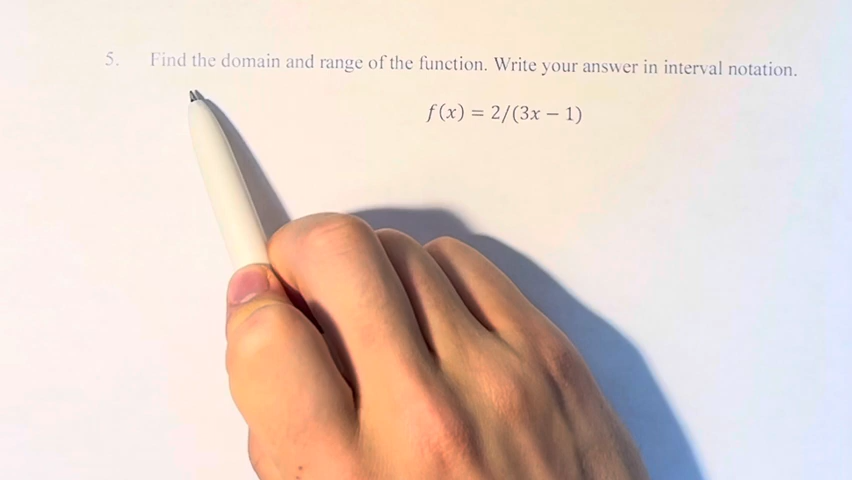 5. Find the domain and range of the function. Write your answer in interval notation.
f(x) = 2/(3x − 1)